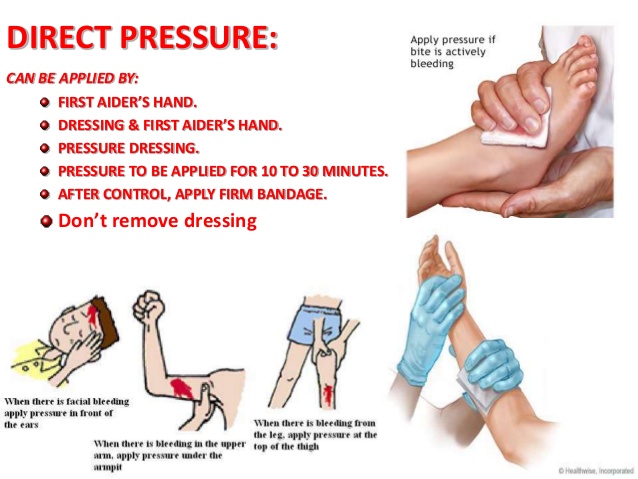 DIRECT PRESSURE:
CAN BE APPLIED BY:
FIRST AIDER'S HAND.
DRESSING & FIRST AIDER'S HAND.
PRESSURE DRESSING.
PRESSURE TO BE APPLIED FOR 10 TO 30 MINUTES.
AFTER CONTROL, APPLY FIRM BANDAGE.
Don't remove dressing
Apply pressure if
bite is actively
bleeding
When there is facial bleeding
apply pressure in front of
the ears
When there is bleeding in the upper
arm, apply pressure under the
armpit
When there is bleeding from
the leg, apply pressure at the
top of the thigh
© Healthwise, Incorporated